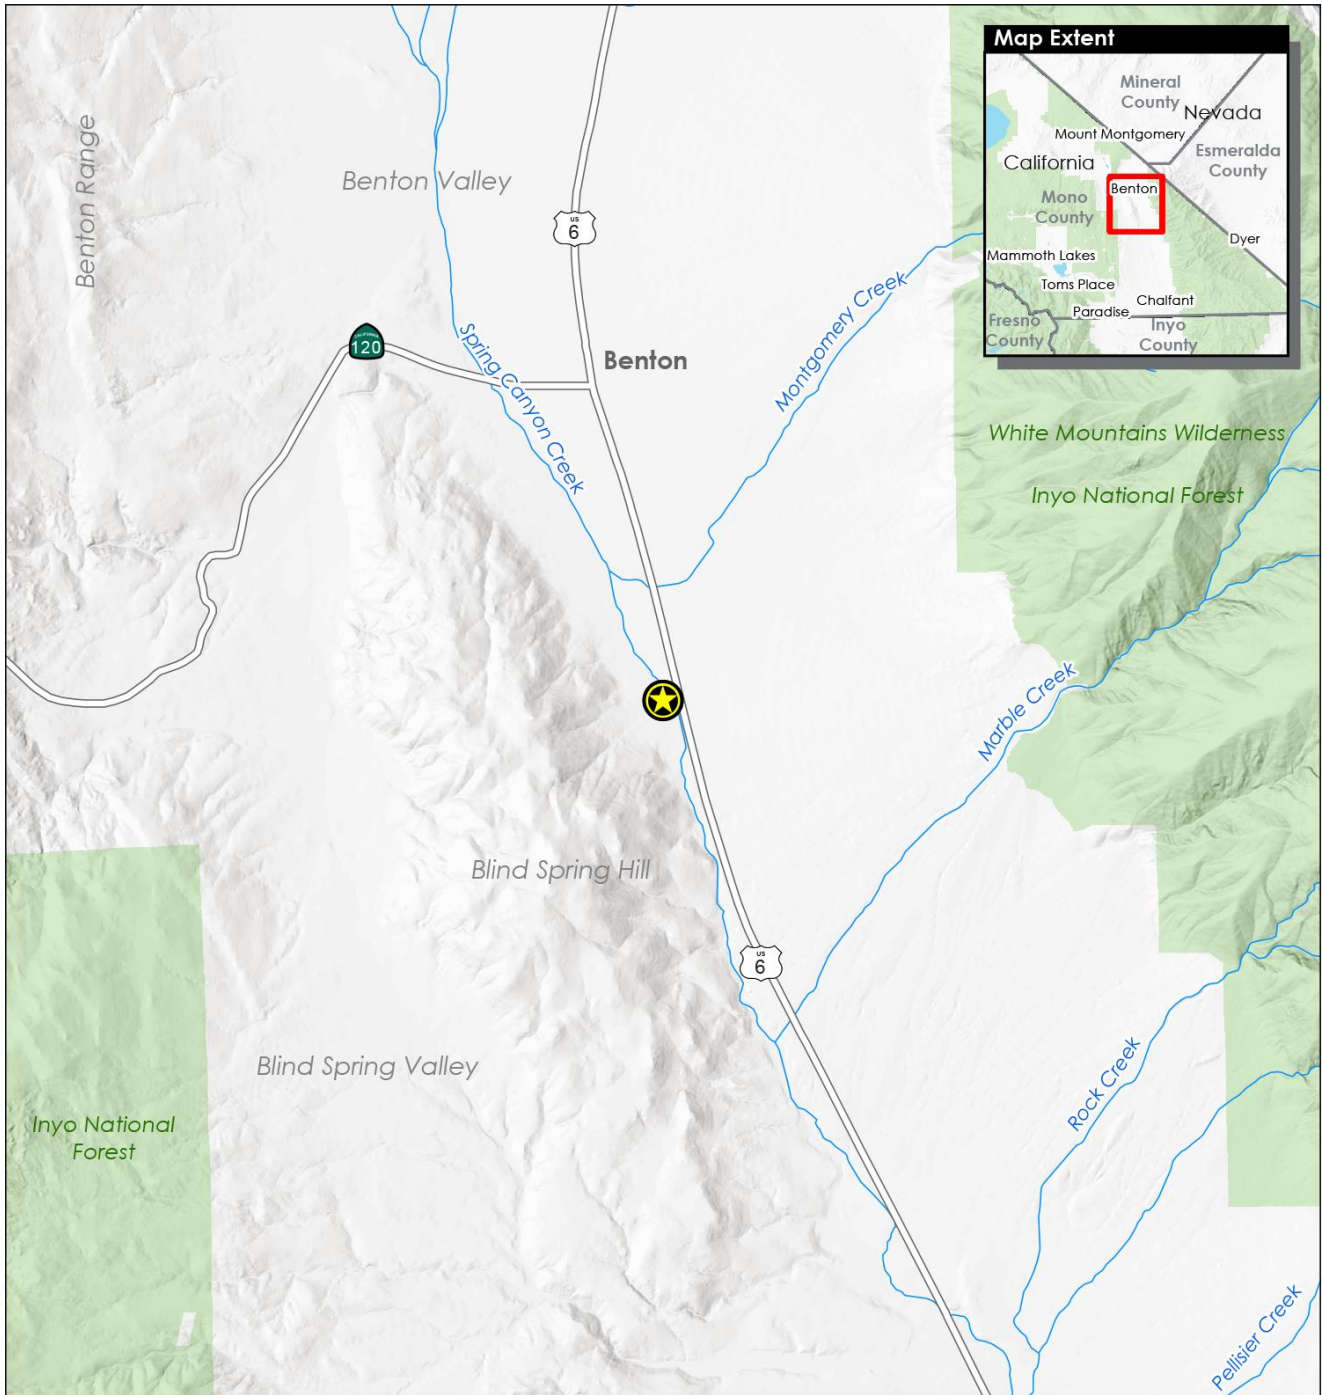 Map Extent
Mineral
County
Nevada
Mount Montgomery
California
Esmeralda
County
Benton
Mono
County
Dyer
Mammoth Lakes
Toms Place
Chalfant
Paradise
Fresno
County
Inyo
County
Benton Range
Benton Valley
US
6
Montgomery Creek
CALIFORNIA
120
Spring Canyon Creek
Benton
White Mountains Wilderness
Inyo National Forest
Marble Creek
Blind Spring Hill
US
6
Blind Spring Valley
Rock Creek
Inyo National
Forest
Pellisier Creek